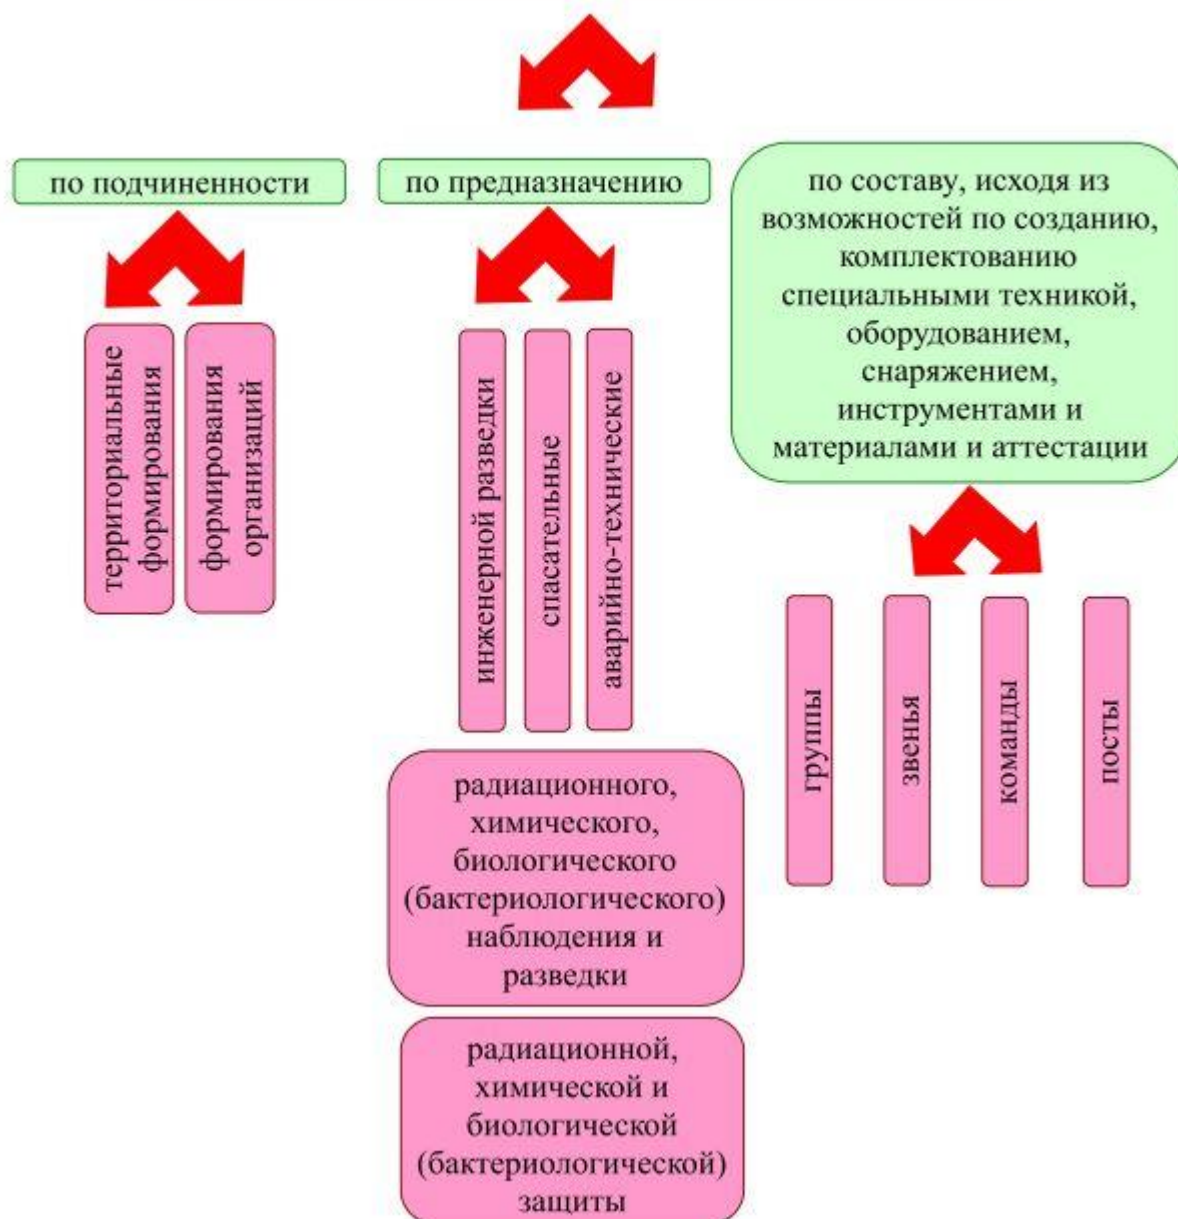 по подчиненности
по предназначению
по составу, исходя из
возможностей по созданию,
комплектованию
специальными техникой,
оборудованием,
снаряжением,
инструментами и
материалами и аттестации
территориальные
формирования
формирования
организаций
инженерной разведки
спасательные
аварийно-технические
группы
звенья
команды
посты
радиационного,
химического,
биологического
(бактериологического)
наблюдения и
разведки
радиационной,
химической и
биологической
(бактериологической)
защиты